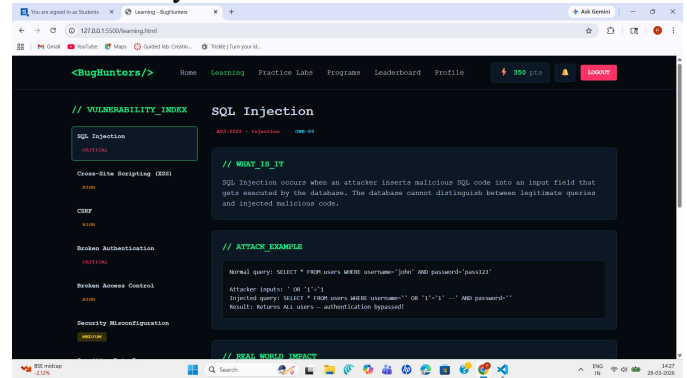 You are signed in as Students
Learning - BugHunters
Ask Gemini
127.0.0.1:5500/learning.html
Gmail
YouTube
Maps
Guided lab: Creatin...
Trickle | Turn your id...
<BugHunters/>
Home
Learning
Practice Labs
Programs
Leaderboard
Profile
350 pts
LOGOUT
// VULNERABILITY_INDEX
SQL Injection
CRITICAL
Cross-Site Scripting (XSS)
HIGH
CSRF
HIGH
Broken Authentication
CRITICAL
Broken Access Control
HIGH
Security Misconfiguration
MEDIUM
SQL Injection
A03:2021 - Injection CWE-89
// WHAT_IS_IT
SQL Injection occurs when an attacker inserts malicious SQL code into an input field that
gets executed by the database. The database cannot distinguish between legitimate queries
and injected malicious code.
// ATTACK_EXAMPLE
Normal query: SELECT * FROM users WHERE username='john' AND password='pass123'
Attacker inputs: ' OR '1'='1
Injected query: SELECT * FROM users WHERE username='' OR '1'='1' --' AND password=''
Result: Returns ALL users — authentication bypassed!
// REAL WORLD IMPACT
BSE midcap
-2.12%
Search
ENG
IN
14:27
28-03-2026